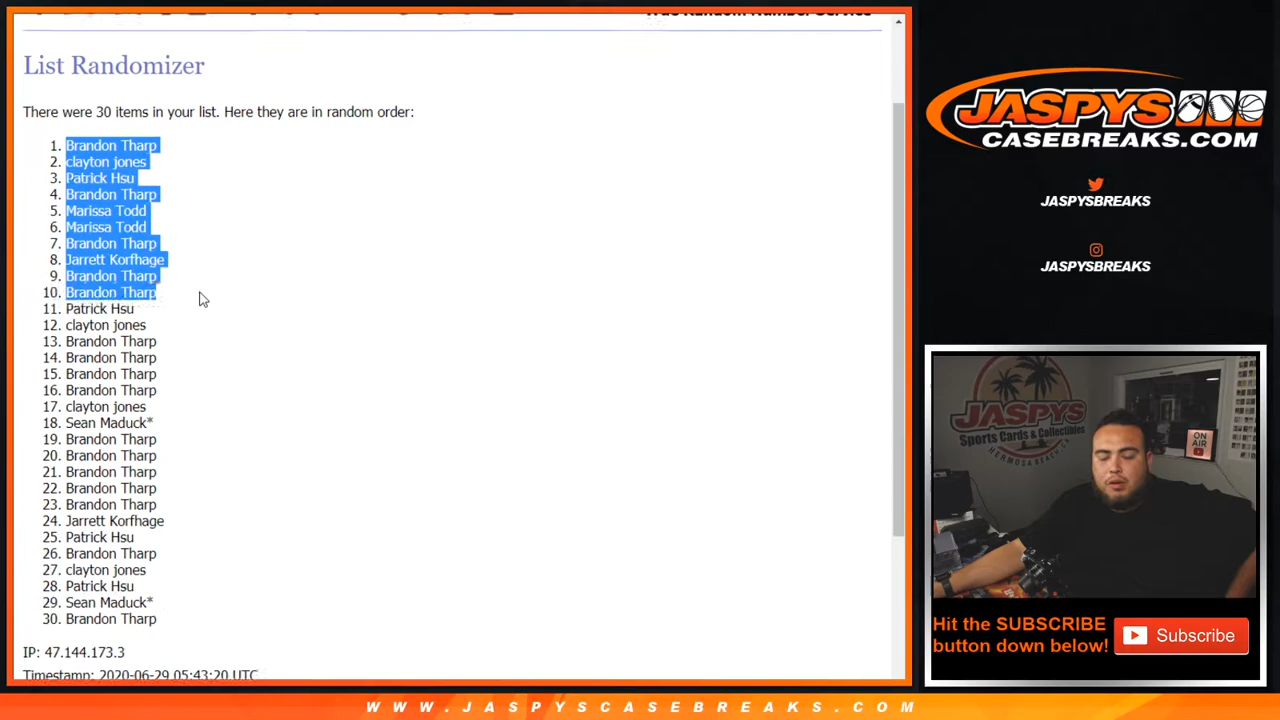 List Randomizer
There were 30 items in your list. Here they are in random order:
1. Brandon Tharp
2. clayton jones
3. Patrick Hsu
4. Brandon Tharp
5. Marissa Todd
6. Marissa Todd
7. Brandon Tharp
8. Jarrett Korfhage
9. Brandon Tharp
10. Brandon Tharp
11. Patrick Hsu
12. clayton jones
13. Brandon Tharp
14. Brandon Tharp
15. Brandon Tharp
16. Brandon Tharp
17. clayton jones
18. Sean Maduck*
19. Brandon Tharp
20. Brandon Tharp
21. Brandon Tharp
22. Brandon Tharp
23. Brandon Tharp
24. Jarrett Korfhage
25. Patrick Hsu
26. Brandon Tharp
27. clayton jones
28. Patrick Hsu
29. Sean Maduck*
30. Brandon Tharp
IP: 47.144.173.3
Timestamp: 2020-06-29 05:43:20 UTC
JASPYS
CASEBREAKS.COM
JASPYSBREAKS
JASPYSBREAKS
JASPYS
Sports Cards & Collectibles
HERMOSA BEACH, CA
ON AIR
Hit the SUBSCRIBE
button down below!
Subscribe
WWW.JASPYSCASEBREAKS.COM